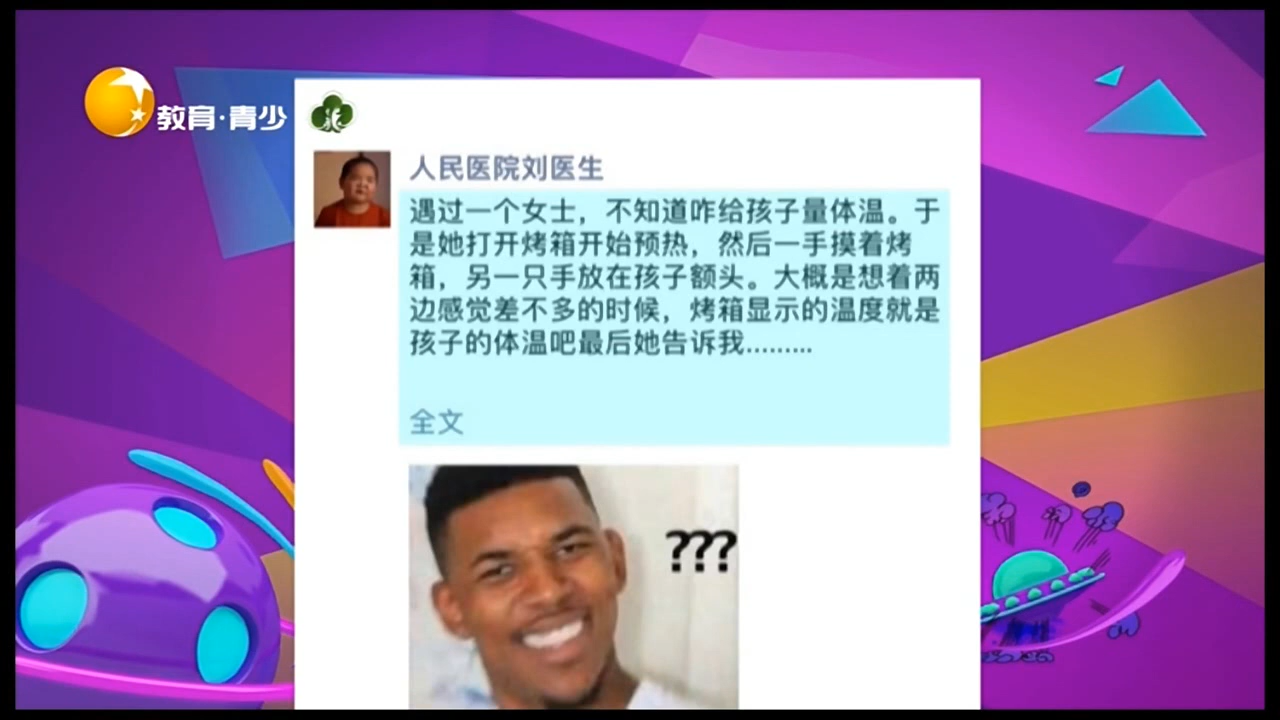 教育·青少
人民医院刘医生
遇过一个女士，不知道咋给孩子量体温。于
是她打开烤箱开始预热，然后一手摸着烤
箱，另一只手放在孩子额头。大概是想着两
边感觉差不多的时候，烤箱显示的温度就是
孩子的体温吧最后她告诉我………
全文
???